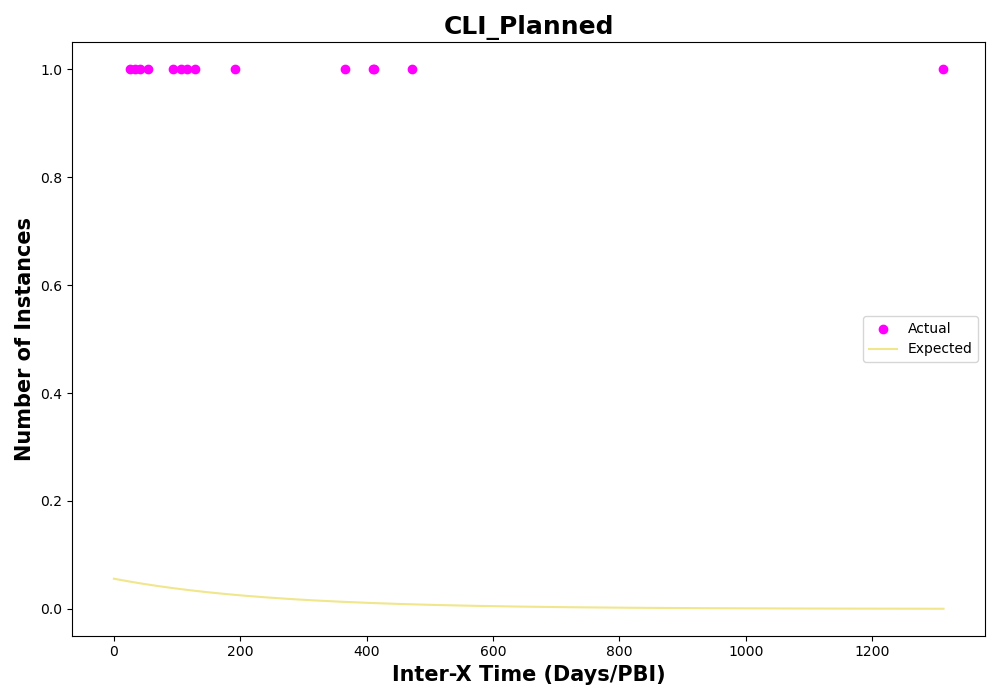 CLI_Planned
Number of Instances
1.0
0.8
0.6
0.4
0.2
0.0
Actual
Expected
0 200 400 600 800 1000 1200
Inter-X Time (Days/PBI)